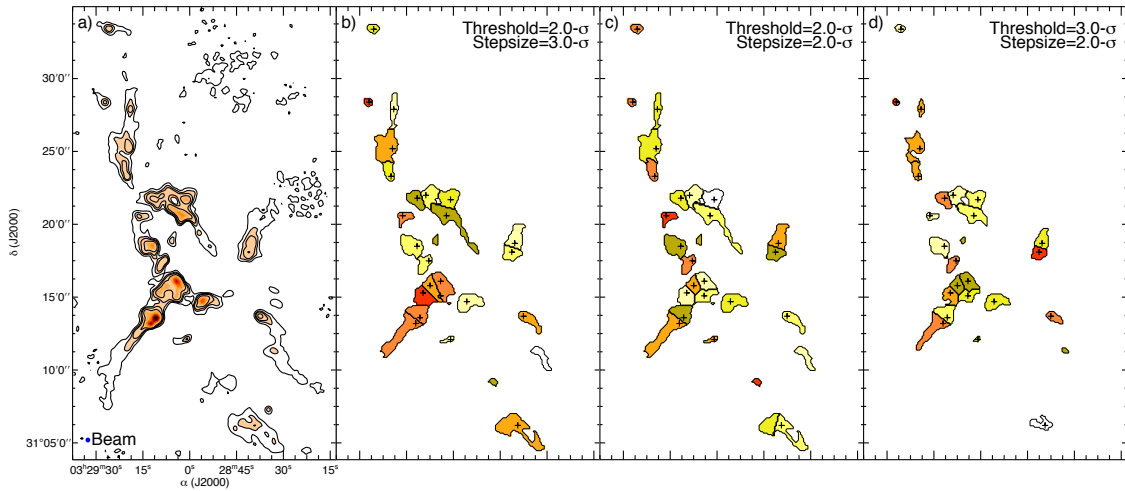 a)
b)
Threshold=2.0-σ
Stepsize=3.0-σ
c)
Threshold=2.0-σ
Stepsize=2.0-σ
d)
Threshold=3.0-σ
Stepsize=2.0-σ
30'0''
25'0''
20'0''
15'0''
10'0''
31°05'0''
δ (J2000)
Beam
03ʰ29ᵐ30ˢ
15ˢ
0ˢ
28ᵐ45ˢ
30ˢ
15ˢ
α (J2000)